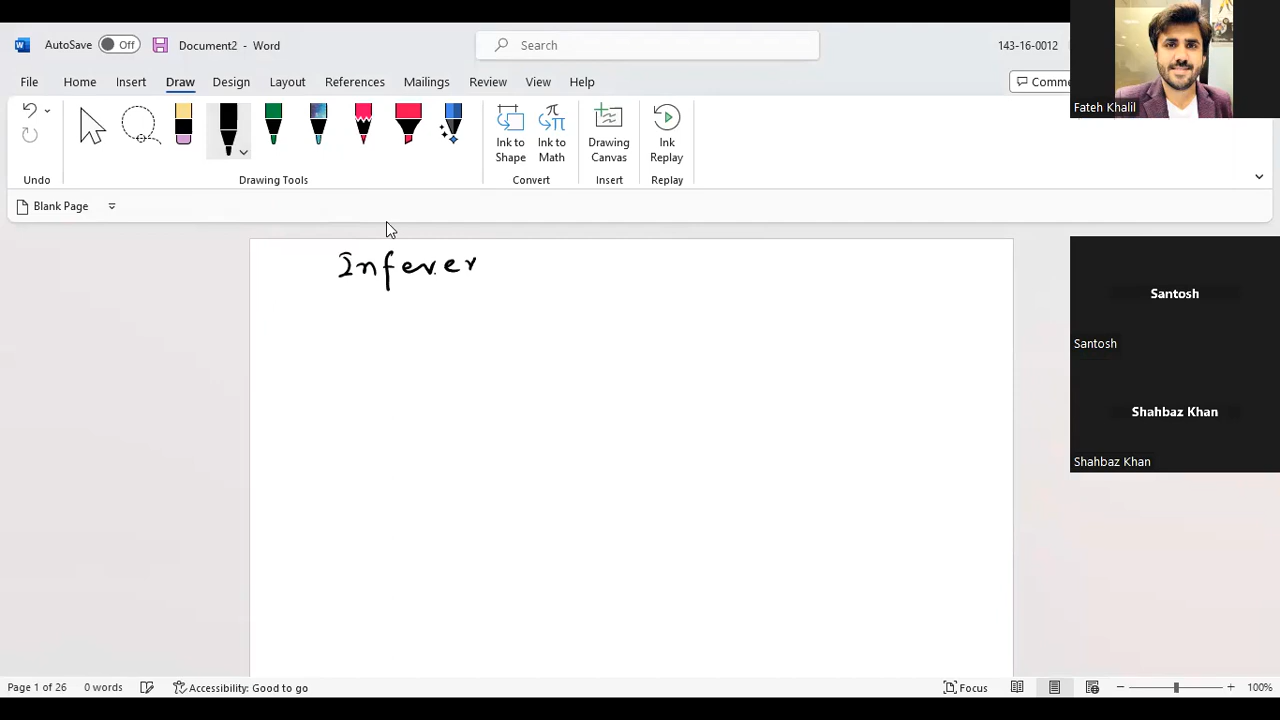 AutoSave Off Document2 - Word Search 143-16-0012
File Home Insert Draw Design Layout References Mailings Review View Help Comme
Fateh Khalil
Ink to Shape Ink to Math Drawing Canvas Ink Replay
Undo Drawing Tools Convert Insert Replay
Blank Page
Inferer
Santosh
Santosh
Shahbaz Khan
Shahbaz Khan
Page 1 of 26 0 words Accessibility: Good to go Focus 100%